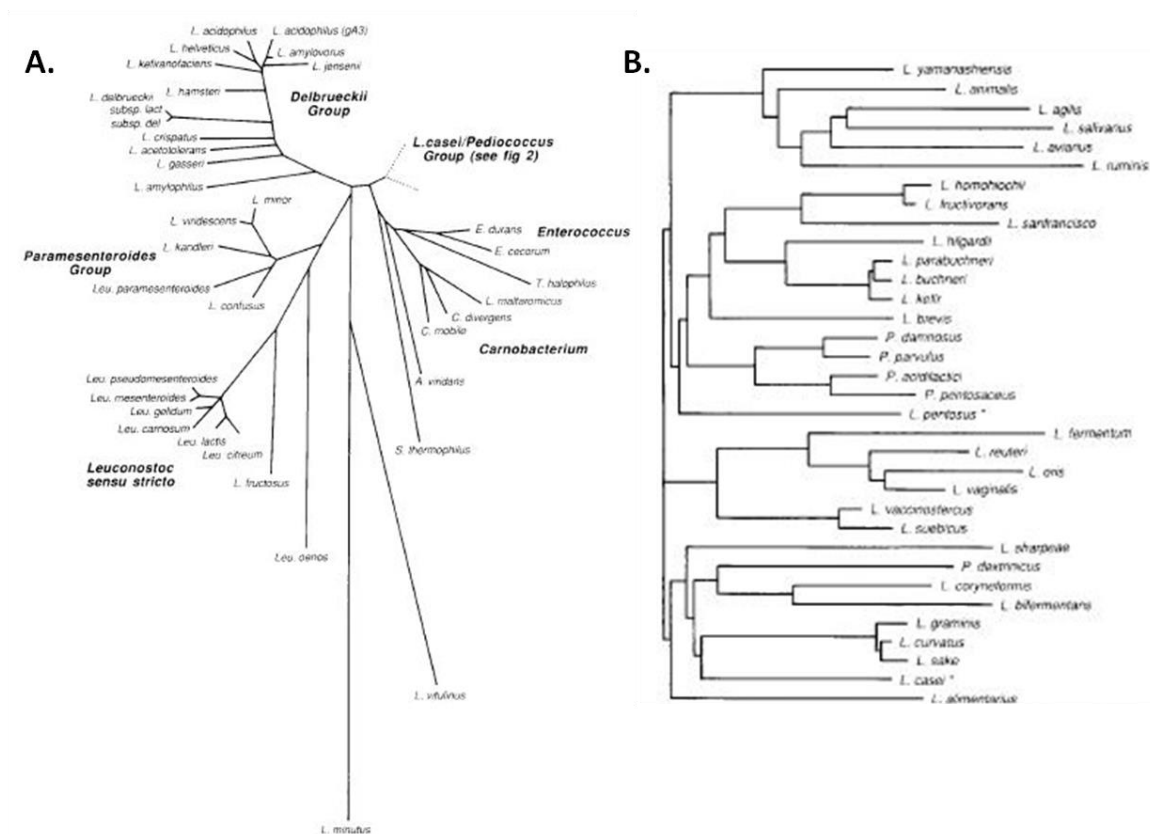 A.
L. acidophilus
L. acidophilus (gA3)
L. helveticus
L. amylovorus
L. kefiranofaciens
L. jensenii
L. hamsteri
Delbrueckii
Group
L. delbrueckii
subsp. lact
subsp. del
L. crispatus
L. acetotolerans
L. gasseri
L. amylophilus
L.casei/Pediococcus
Group (see fig 2)
L. minor
L. viridescens
L. kandleri
Paramesenteroides
Group
Leu. paramesenteroides
L. confusus
E. durans
Enterococcus
E. cecorum
T. halophilus
L. maltaromicus
C. divergens
C. mobile
Carnobacterium
A. viridans
S. thermophilus
Leu. pseudomesenteroides
Leu. mesenteroides
Leu. gelidum
Leu. carnosum
Leu. lactis
Leu. citreum
Leuconostoc
sensu stricto
L. fructosus
Leu. oenos
L. vitulinus
L. minutus
B.
L. yamanashiensis
L. animalis
L. agilis
L. salivarius
L. aviarius
L. ruminis
L. homohiochii
L. fructivorans
L. sanfrancisco
L. hilgardii
L. parabuchneri
L. buchneri
L. kefir
L. brevis
P. damnosus
P. parvulus
P. acidilactici
P. pentosaceus
L. pentosus *
L. fermentum
L. reuteri
L. oris
L. vaginalis
L. vaccinostercus
L. suebicus
L. sharpeae
P. dextrinicus
L. coryneformis
L. bifermentans
L. graminis
L. curvatus
L. sake
L. casei *
L. alimentarius